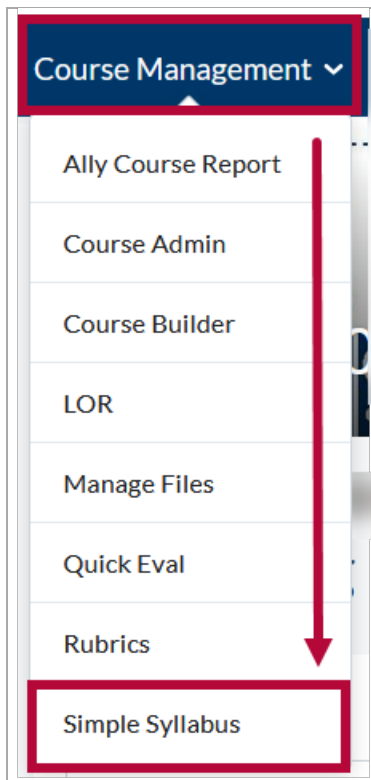 Course Management
Ally Course Report
Course Admin
Course Builder
LOR
Manage Files
Quick Eval
Rubrics
Simple Syllabus